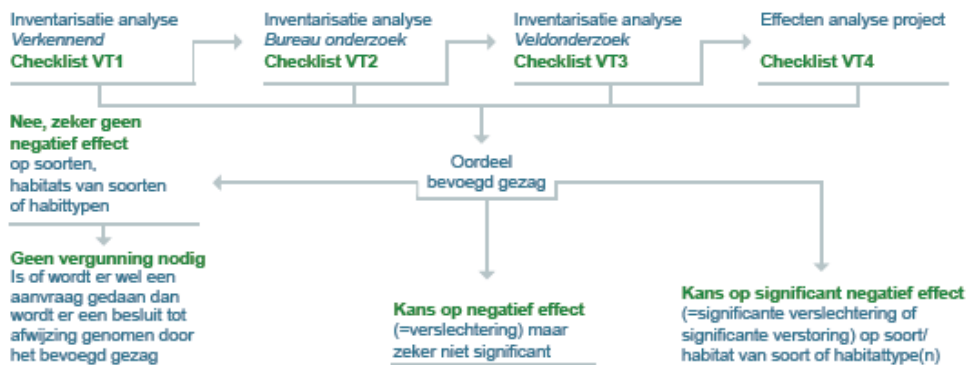 Inventarisatie analyse
Verkennend
Checklist VT1
Inventarisatie analyse
Bureau onderzoek
Checklist VT2
Inventarisatie analyse
Veldonderzoek
Checklist VT3
Effecten analyse project
Checklist VT4
Nee, zeker geen
negatief effect
op soorten,
habitats van soorten
of habittypen
Oordeel
bevoegd gezag
Geen vergunning nodig
Is of wordt er wel een
aanvraag gedaan dan
wordt er een besluit tot
afwijzing genomen door
het bevoegd gezag
Kans op negatief effect
(=verslechtering) maar
zeker niet significant
Kans op significant negatief effect
(=significante verslechtering of
significante verstoring) op soort/
habitat van soort of habitattype(n)